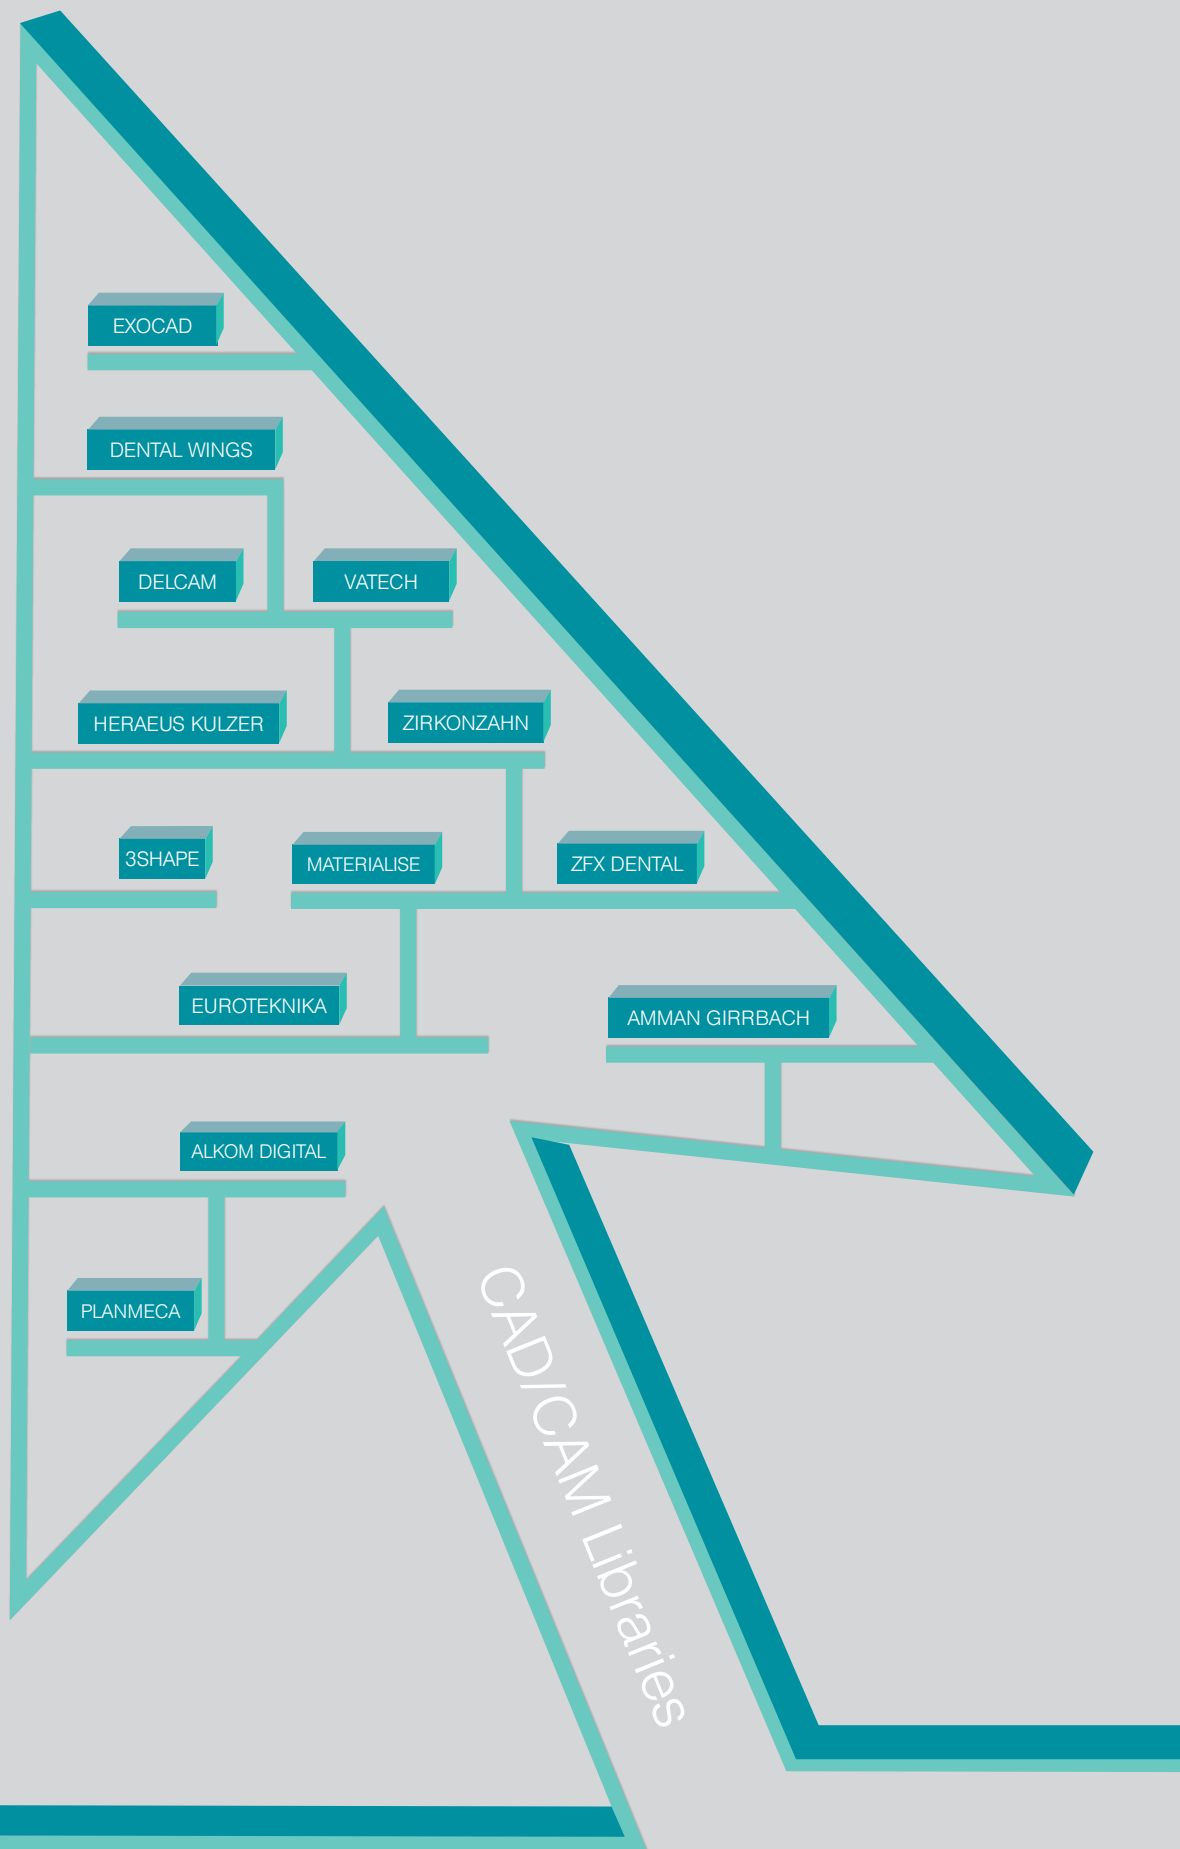 EXOCAD
DENTAL WINGS
DELCAM
VATECH
HERAEUS KULZER
ZIRKONZAHN
3SHAPE
MATERIALISE
ZFX DENTAL
EUROTEKNIKA
AMMAN GIRRBACH
ALKOM DIGITAL
PLANMECA
CAD/CAM Libraries